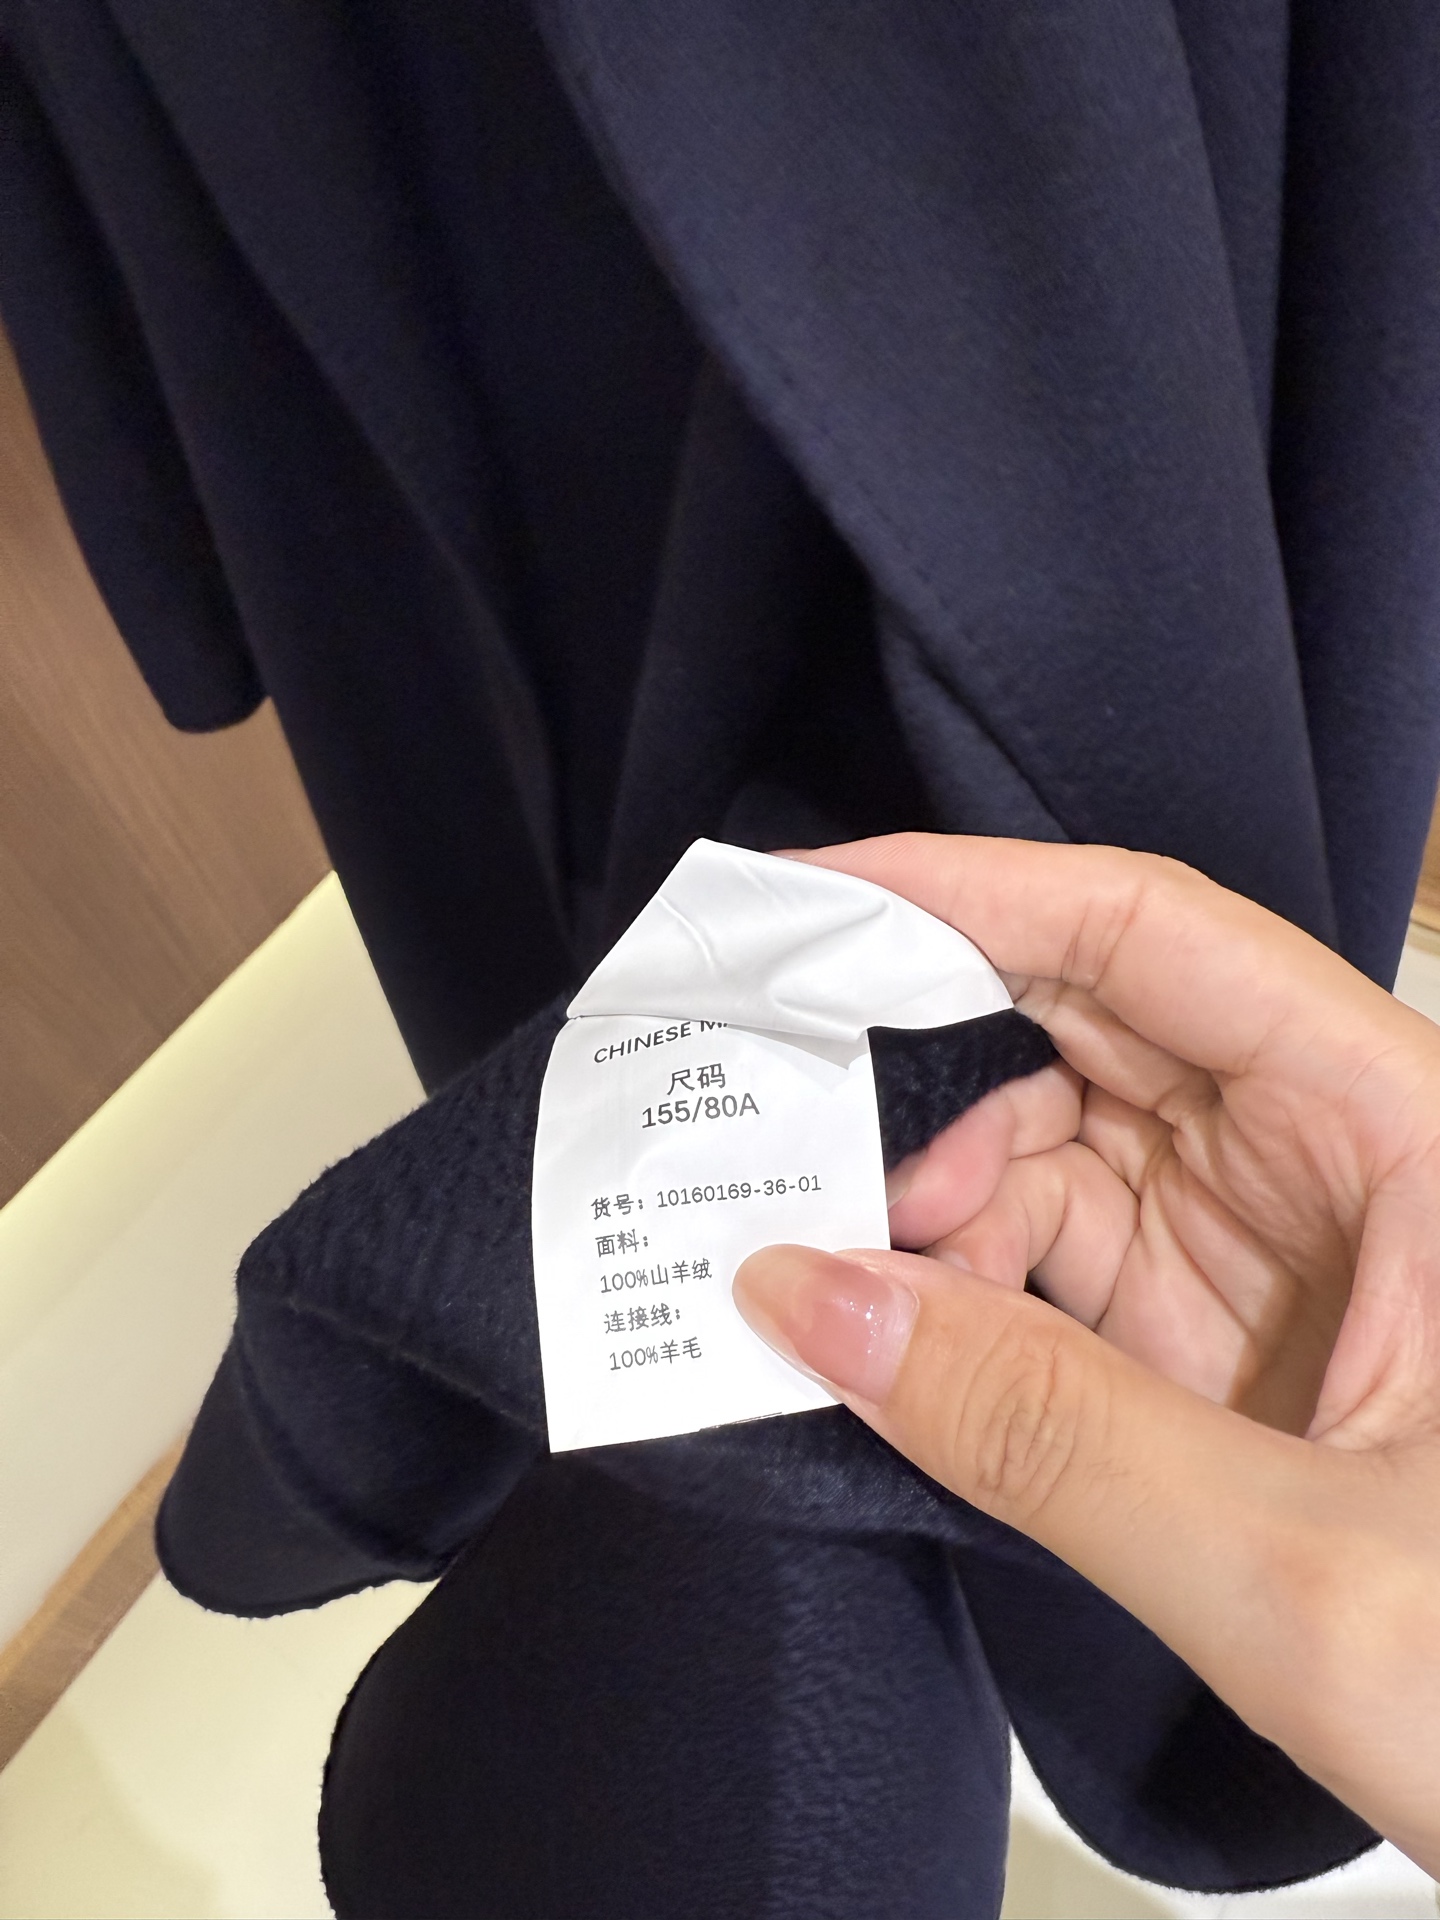 CHINESE
尺码
155/80A
货号：10160169-36-01
面料：
100%山羊绒
连接线：
100%羊毛